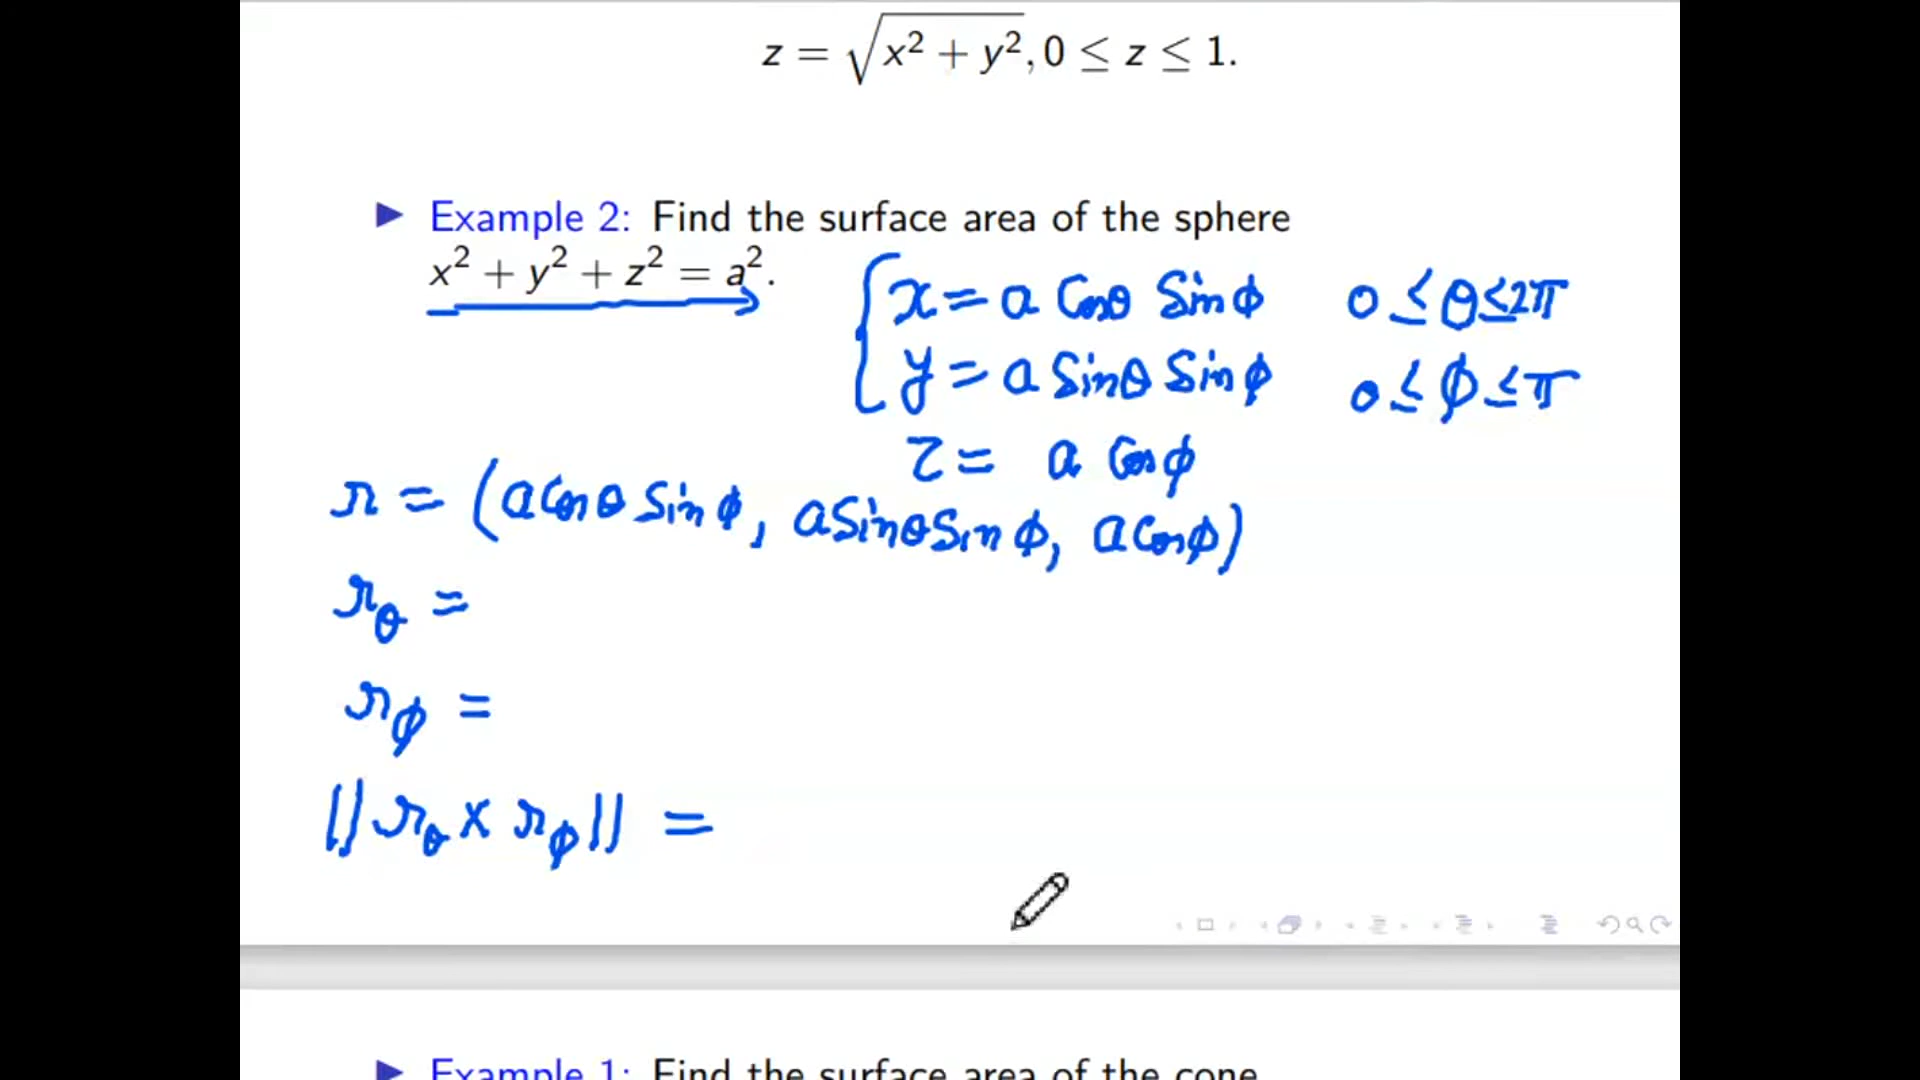 z = √(x² + y²), 0 ≤ z ≤ 1.
▶ Example 2: Find the surface area of the sphere
x² + y² + z² = a².
x = a cosθ sinϕ 0 ≤ θ ≤ 2π
y = a sinθ sinϕ 0 ≤ ϕ ≤ π
z = a cosϕ
r = (a cosθ sinϕ, a sinθ sinϕ, a cosϕ)
r_θ =
r_ϕ =
||r_θ × r_ϕ|| =
▶ Example 1: Find the surface area of the cone